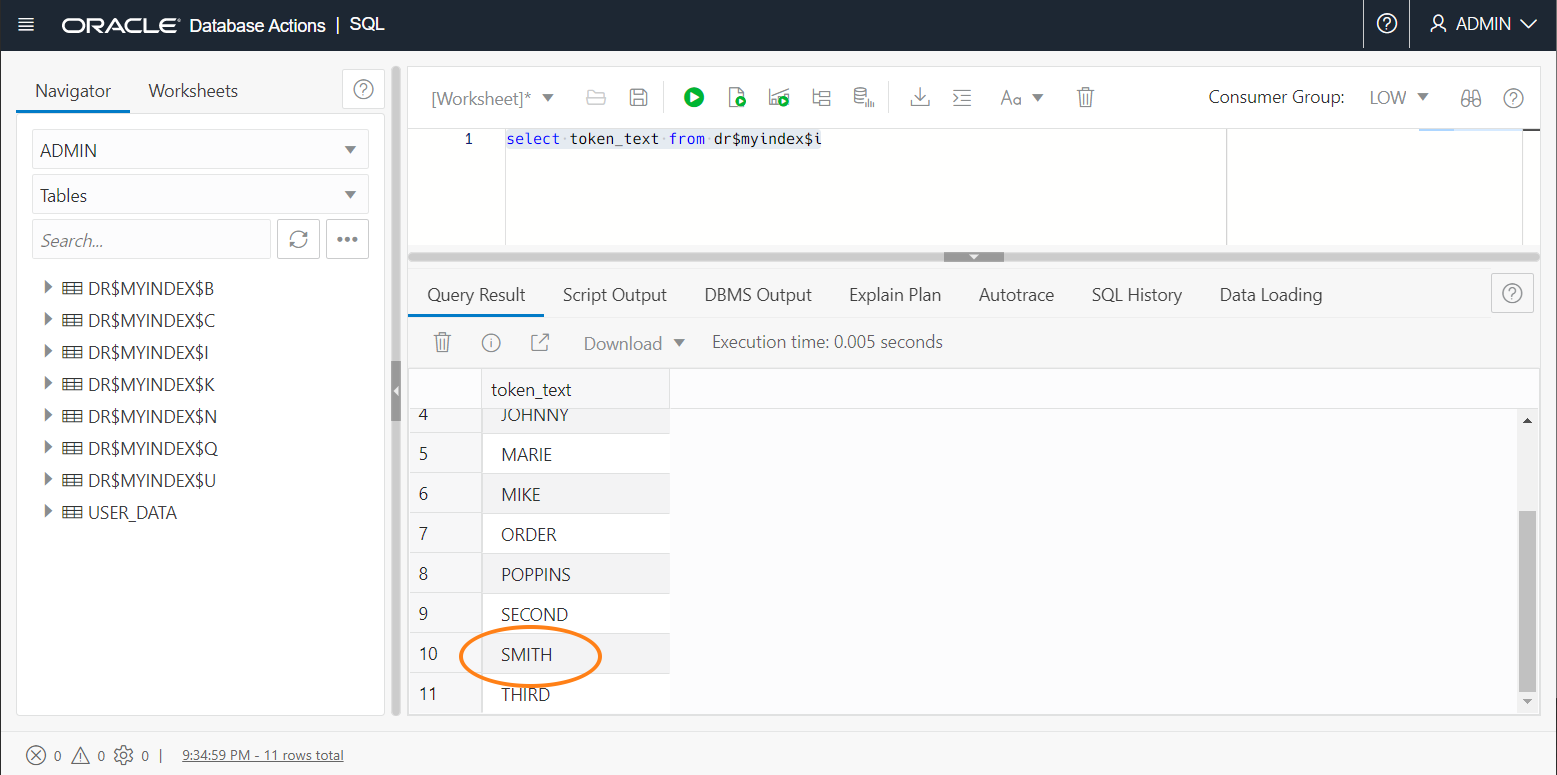 ORACLE Database Actions | SQL
ADMIN
Navigator Worksheets
ADMIN
Tables
Search...
DR$MYINDEX$B
DR$MYINDEX$C
DR$MYINDEX$I
DR$MYINDEX$K
DR$MYINDEX$N
DR$MYINDEX$Q
DR$MYINDEX$U
USER_DATA
[Worksheet]* Aa Consumer Group: LOW
1 select token_text from dr$myindex$i
Query Result Script Output DBMS Output Explain Plan Autotrace SQL History Data Loading
Download Execution time: 0.005 seconds
token_text
4 JOHNNY
5 MARIE
6 MIKE
7 ORDER
8 POPPINS
9 SECOND
10 SMITH
11 THIRD
0 0 0 | 9:34:59 PM - 11 rows total